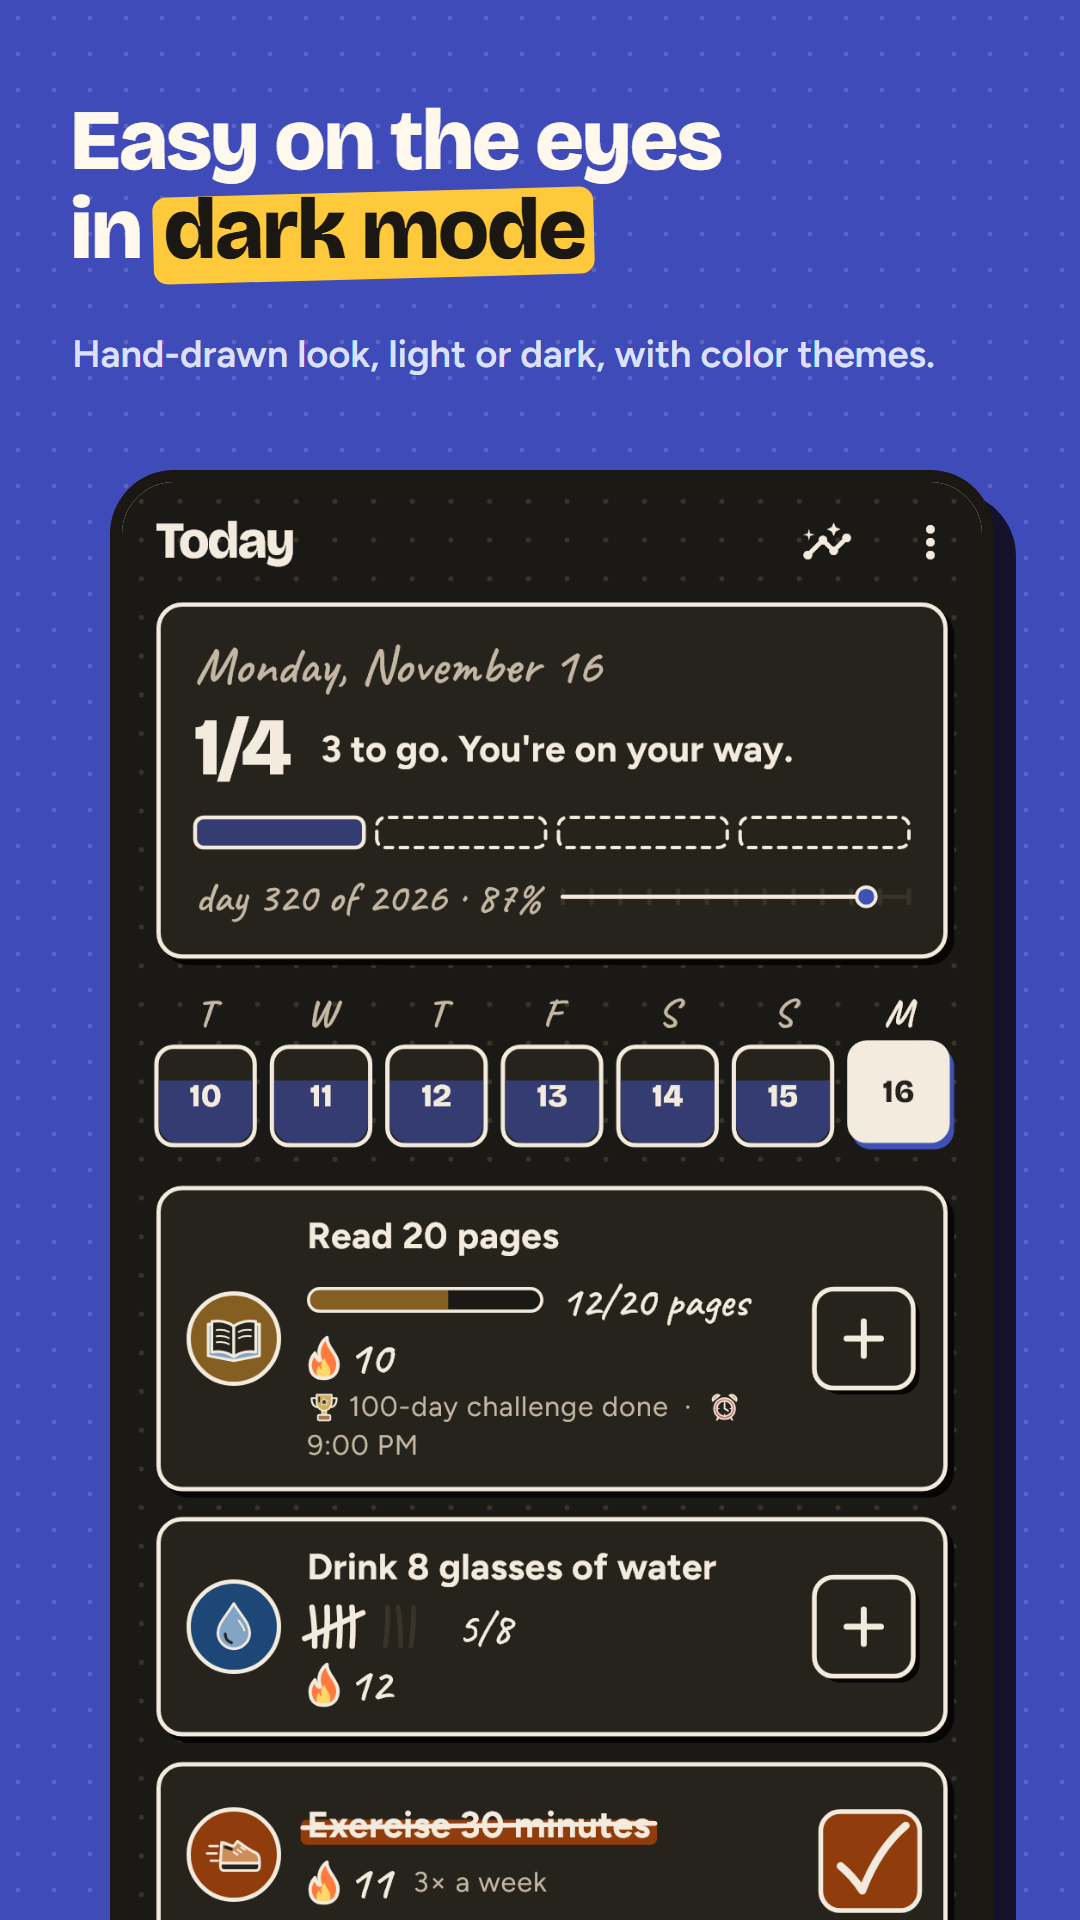 Easy on the eyes
in dark mode
Hand-drawn look, light or dark, with color themes.
Today
Monday, November 16
1/4 3 to go. You're on your way.
day 320 of 2026 · 87%
T W T F S S M
10 11 12 13 14 15 16
Read 20 pages
12/20 pages
10
100-day challenge done ·
9:00 PM
Drink 8 glasses of water
5/8
12
Exercise 30 minutes
11 3× a week